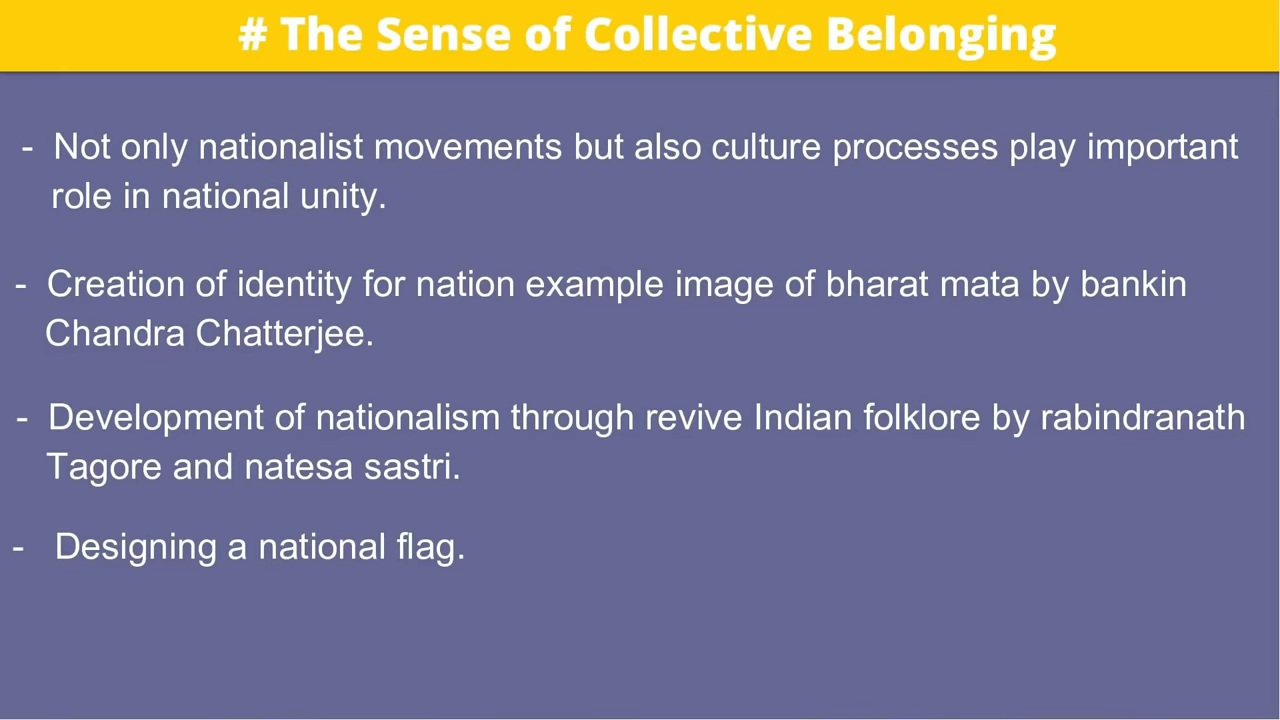 # The Sense of Collective Belonging
- Not only nationalist movements but also culture processes play important
role in national unity.
- Creation of identity for nation example image of bharat mata by bankin
Chandra Chatterjee.
- Development of nationalism through revive Indian folklore by rabindranath
Tagore and natesa sastri.
- Designing a national flag.